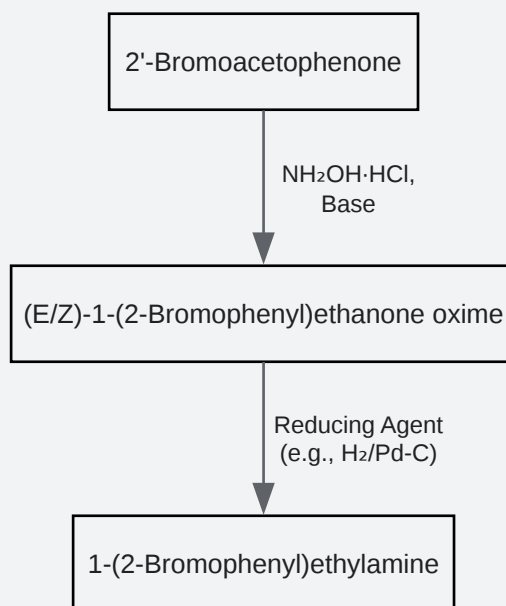 2'-Bromoacetophenone
NH₂OH·HCl,
Base
(E/Z)-1-(2-Bromophenyl)ethanone oxime
Reducing Agent
(e.g., H₂/Pd-C)
1-(2-Bromophenyl)ethylamine